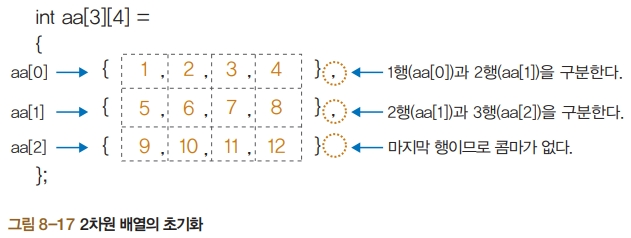 int aa[3][4] =
{
aa[0] { 1 , 2 , 3 , 4 } , 1행(aa[0])과 2행(aa[1])을 구분한다.
aa[1] { 5 , 6 , 7 , 8 } , 2행(aa[1])과 3행(aa[2])을 구분한다.
aa[2] { 9 , 10 , 11 , 12 } 마지막 행이므로 콤마가 없다.
};
그림 8-17 2차원 배열의 초기화